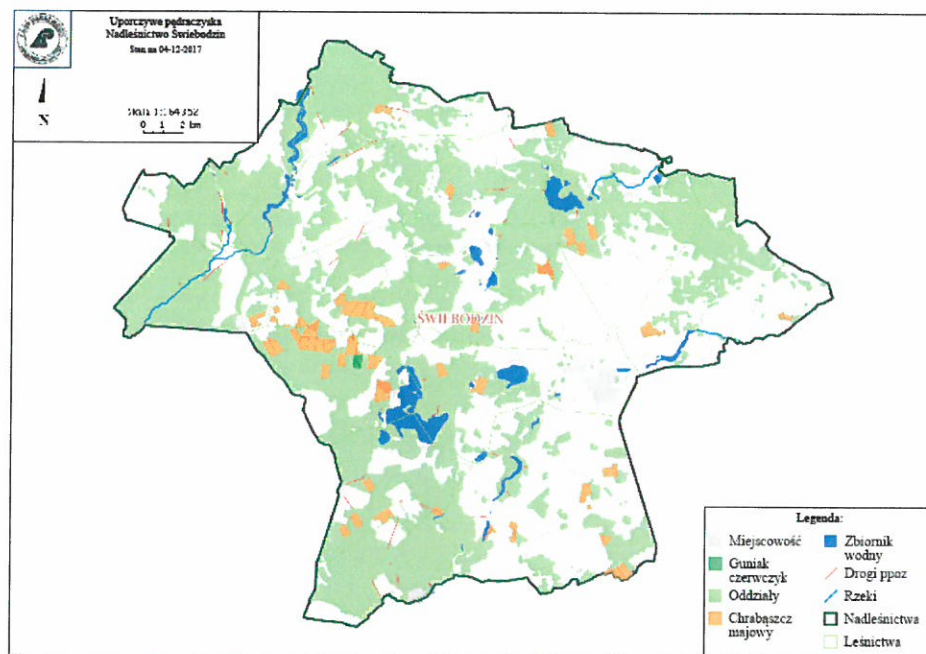 Uporczywe pędraczyska
Nadleśnictwo Świebodzin
Stan na 04-12-2017
N
0 1 2 km
ŚWIEBODZIN
Legenda:
Miejscowość
Guniak
czerwczyk
Oddziały
Chrabąszcz
majowy
Zbiornik
wodny
Drogi ppoż
Rzeki
Nadleśnictwa
Leśnictwa